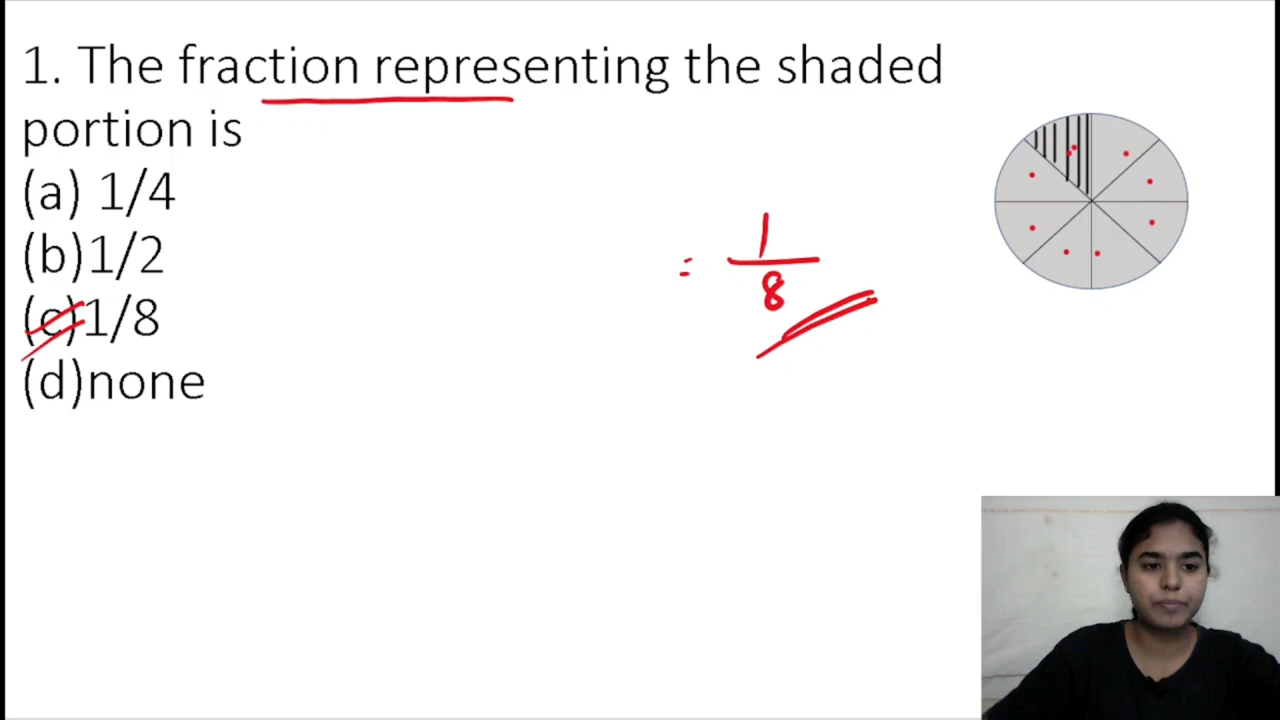 1. The fraction representing the shaded
portion is
(a) 1/4
(b)1/2
(c)1/8
(d)none
= 1/8